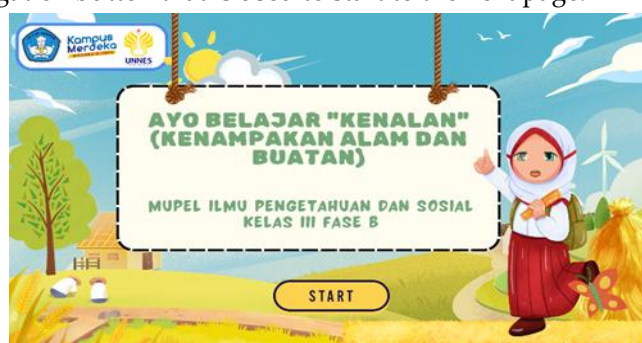 Kampus
Merdeka
UNNES
AYO BELAJAR "KENALAN"
(KENAMPAKAN ALAM DAN
BUATAN)
MUPEL ILMU PENGETAHUAN DAN SOSIAL
KELAS III FASE B
START